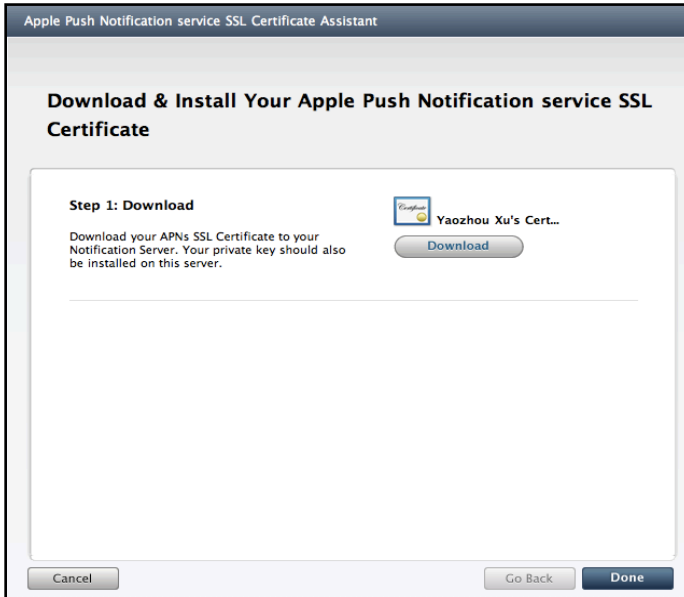 Apple Push Notification service SSL Certificate Assistant
Download & Install Your Apple Push Notification service SSL
Certificate
Step 1: Download
Download your APNs SSL Certificate to your
Notification Server. Your private key should also
be installed on this server.
Certificate
Yaozhou Xu's Cert...
Download
Cancel
Go Back
Done